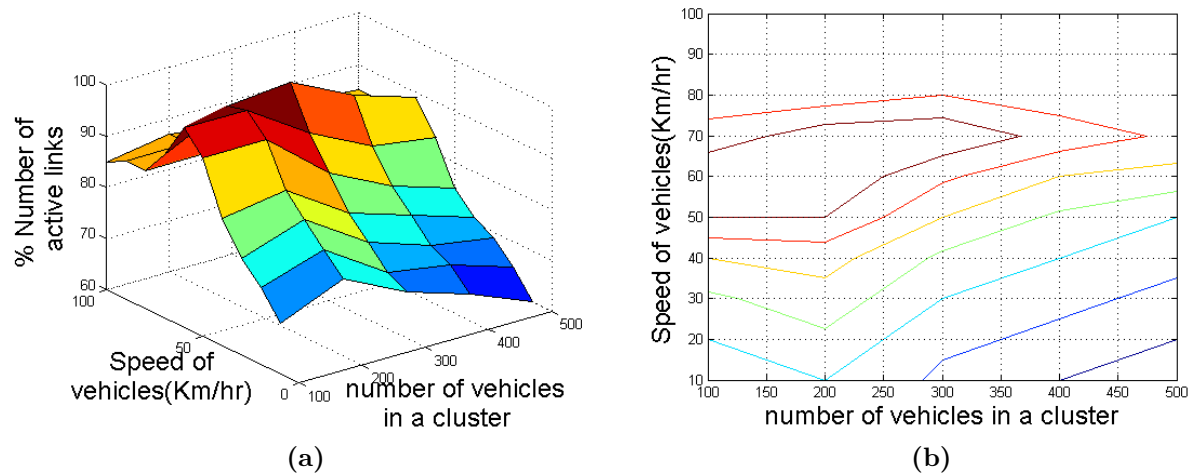 100
90
80
70
60
% Number of
active links
100
50
0
Speed of
vehicles(Km/hr)
100
200
300
400
500
number of vehicles
in a cluster
(a)
100
90
80
70
60
50
40
30
20
10
Speed of vehicles(Km/hr)
100 150 200 250 300 350 400 450 500
number of vehicles in a cluster
(b)